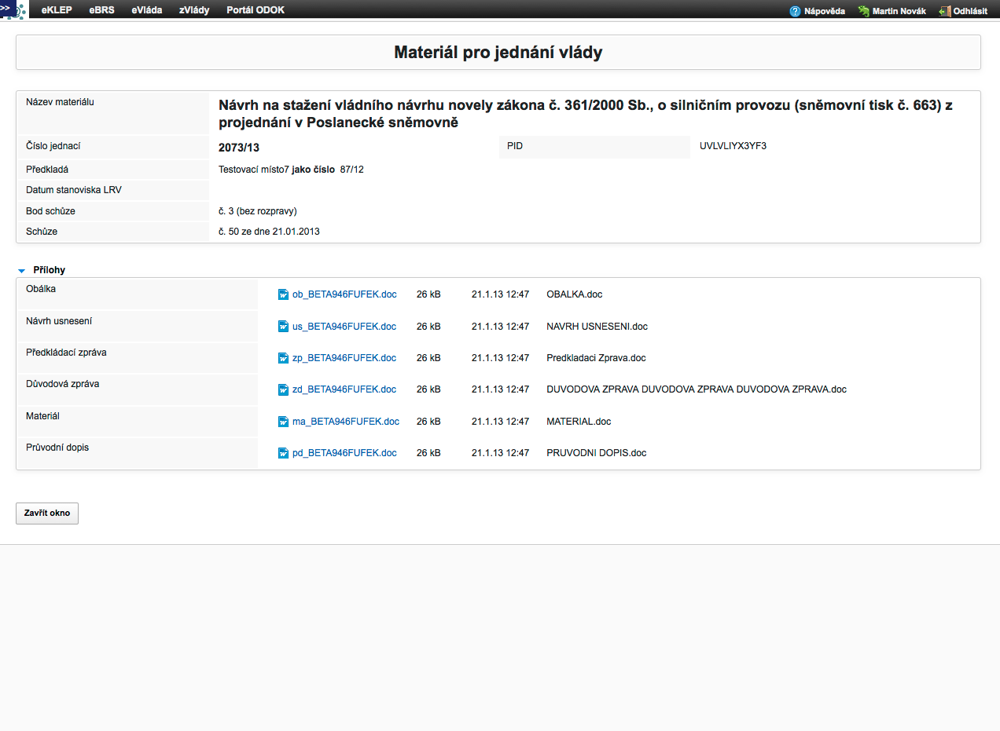 >> eKLEP eBRS eVláda zVlády Portál ODOK Nápověda Martin Novák Odhlásit
Materiál pro jednání vlády
Název materiálu Návrh na stažení vládního návrhu novely zákona č. 361/2000 Sb., o silničním provozu (sněmovní tisk č. 663) z
projednání v Poslanecké sněmovně
Číslo jednací 2073/13 PID UVLVLIYX3YF3
Předkládá Testovací místo7 jako číslo 87/12
Datum stanoviska LRV
Bod schůze č. 3 (bez rozpravy)
Schůze č. 50 ze dne 21.01.2013
Přílohy
Obálka ob_BETA946FUFEK.doc 26 kB 21.1.13 12:47 OBALKA.doc
Návrh usnesení us_BETA946FUFEK.doc 26 kB 21.1.13 12:47 NAVRH USNESENI.doc
Předkládací zpráva zp_BETA946FUFEK.doc 26 kB 21.1.13 12:47 Predkladaci Zprava.doc
Důvodová zpráva zd_BETA946FUFEK.doc 26 kB 21.1.13 12:47 DUVODOVA ZPRAVA DUVODOVA ZPRAVA DUVODOVA ZPRAVA.doc
Materiál ma_BETA946FUFEK.doc 26 kB 21.1.13 12:47 MATERIAL.doc
Průvodní dopis pd_BETA946FUFEK.doc 26 kB 21.1.13 12:47 PRUVODNI DOPIS.doc
Zavřít okno